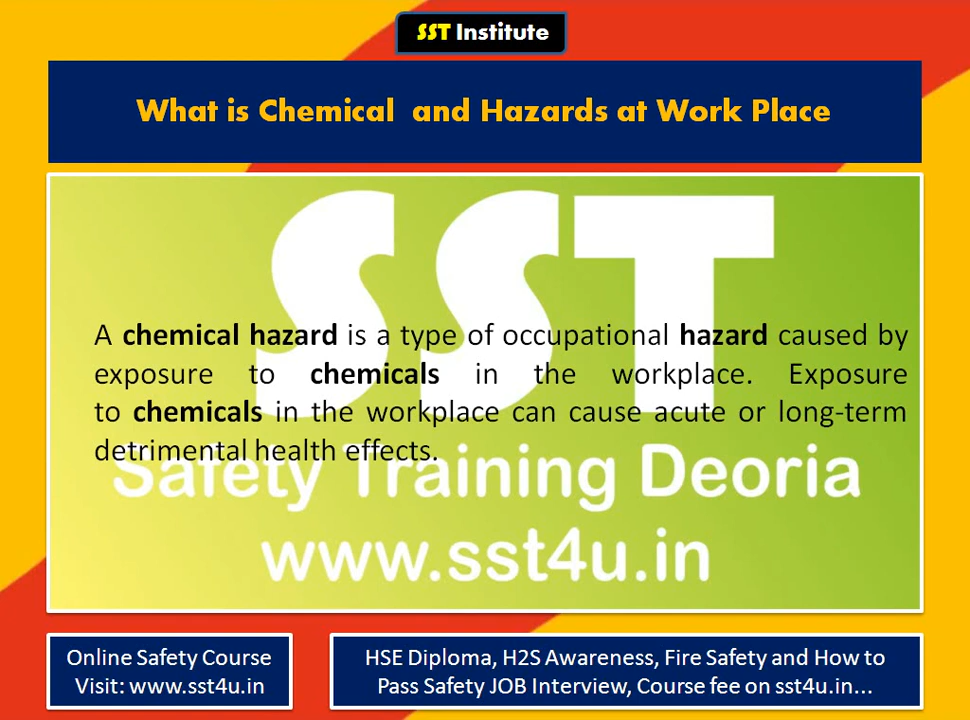 SST Institute
What is Chemical and Hazards at Work Place
SST
A chemical hazard is a type of occupational hazard caused by
exposure to chemicals in the workplace. Exposure
to chemicals in the workplace can cause acute or long-term
detrimental health effects.
Safety Training Deoria
www.sst4u.in
Online Safety Course
Visit: www.sst4u.in
HSE Diploma, H2S Awareness, Fire Safety and How to
Pass Safety JOB Interview, Course fee on sst4u.in...